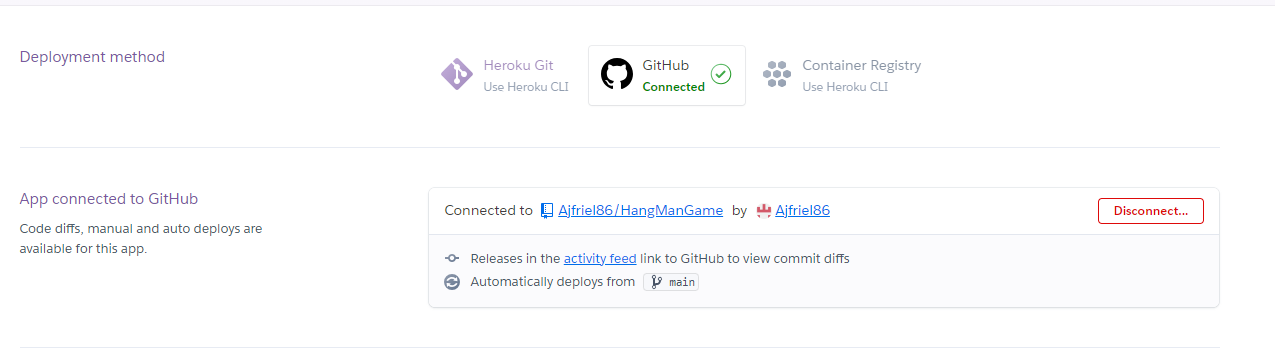 Deployment method
Heroku Git
Use Heroku CLI
GitHub
Connected
Container Registry
Use Heroku CLI
App connected to GitHub
Code diffs, manual and auto deploys are
available for this app.
Connected to Ajfriel86/HangManGame by Ajfriel86
Disconnect...
Releases in the activity feed link to GitHub to view commit diffs
Automatically deploys from main